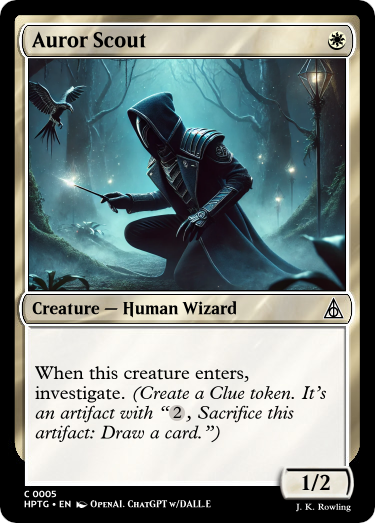 Auror Scout
Creature — Human Wizard
When this creature enters,
investigate. (Create a Clue token. It's
an artifact with “2, Sacrifice this
artifact: Draw a card.”)
1/2
C 0005
HPTG • EN OpenAI. ChatGPT w/DALL.E
J. K. Rowling